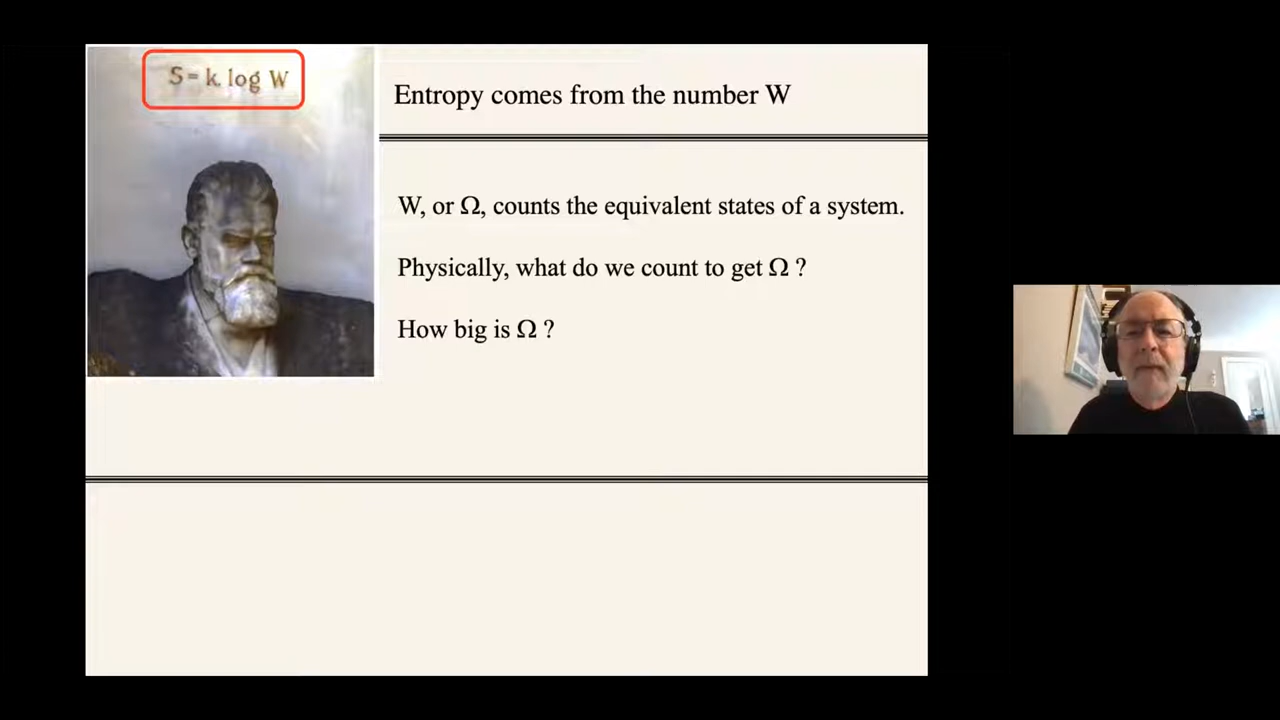 S = k. log W
Entropy comes from the number W
W, or Ω, counts the equivalent states of a system.
Physically, what do we count to get Ω ?
How big is Ω ?